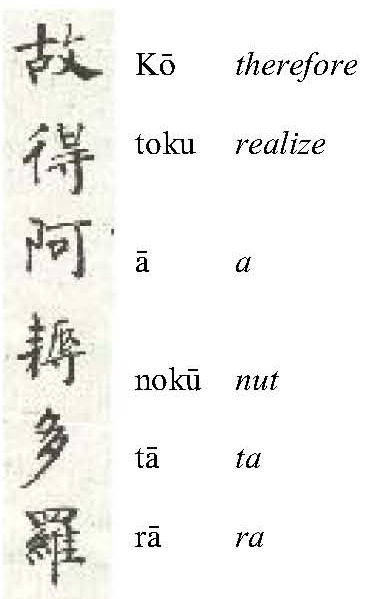 故 Kō therefore
得 toku realize
阿 ā a
耨 nokū nut
多 tā ta
羅 rā ra